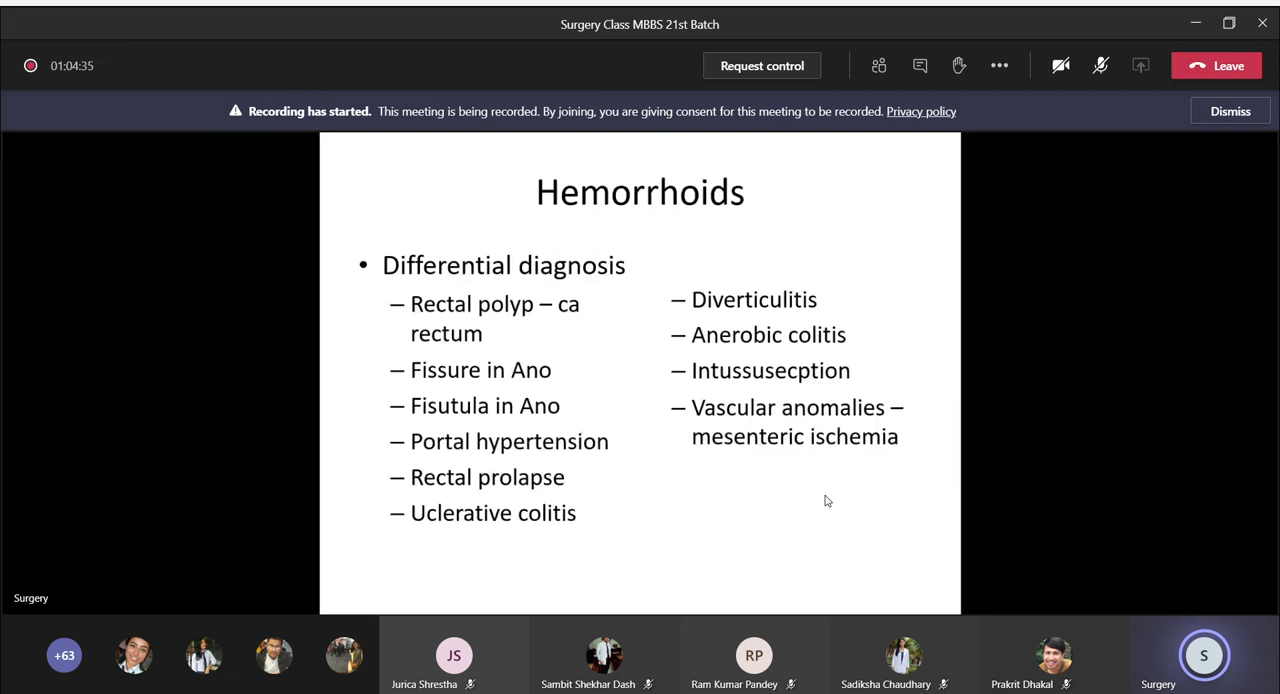 Surgery Class MBBS 21st Batch
01:04:35
Request control
Leave
Recording has started. This meeting is being recorded. By joining, you are giving consent for this meeting to be recorded. Privacy policy
Dismiss
Hemorrhoids
• Differential diagnosis
– Rectal polyp – ca
rectum
– Fissure in Ano
– Fisutula in Ano
– Portal hypertension
– Rectal prolapse
– Uclerative colitis
– Diverticulitis
– Anerobic colitis
– Intussusecption
– Vascular anomalies –
mesenteric ischemia
Surgery
+63
JS
Jurica Shrestha
Sambit Shekhar Dash
RP
Ram Kumar Pandey
Sadiksha Chaudhary
Prakrit Dhakal
S
Surgery